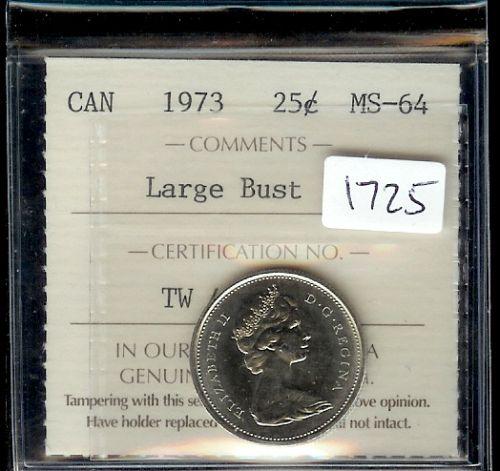 CAN 1973 25¢ MS-64
— COMMENTS —
Large Bust
1725
— CERTIFICATION NO. —
TW
IN OUR A
GENUIN
Tampering with this se ove opinion.
Have holder replaced not intact.
ELIZABETH II D·G·REGINA